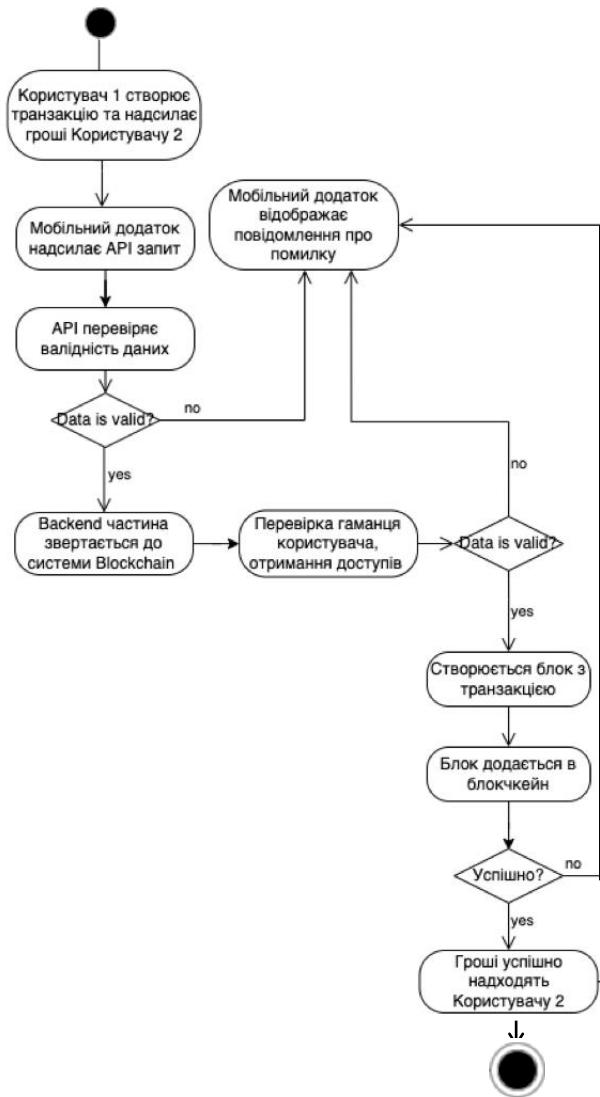 Користувач 1 створює
транзакцію та надсилає
гроші Користувачу 2
Мобільний додаток
надсилає API запит
Мобільний додаток
відображає
повідомлення про
помилку
API перевіряє
валідність даних
Data is valid?
no
yes
Backend частина
звертається до
системи Blockchain
Перевірка гаманця
користувача,
отримання доступів
Data is valid?
no
yes
Створюється блок з
транзакцією
Блок додається в
блокчкейн
Успішно?
no
yes
Гроші успішно
надходять
Користувачу 2